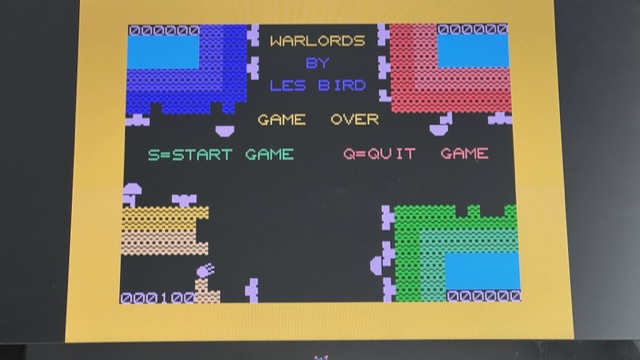 000000
000000
WARLORDS
BY
LES BIRD
GAME OVER
S=START GAME
Q=QUIT GAME
000100
000000